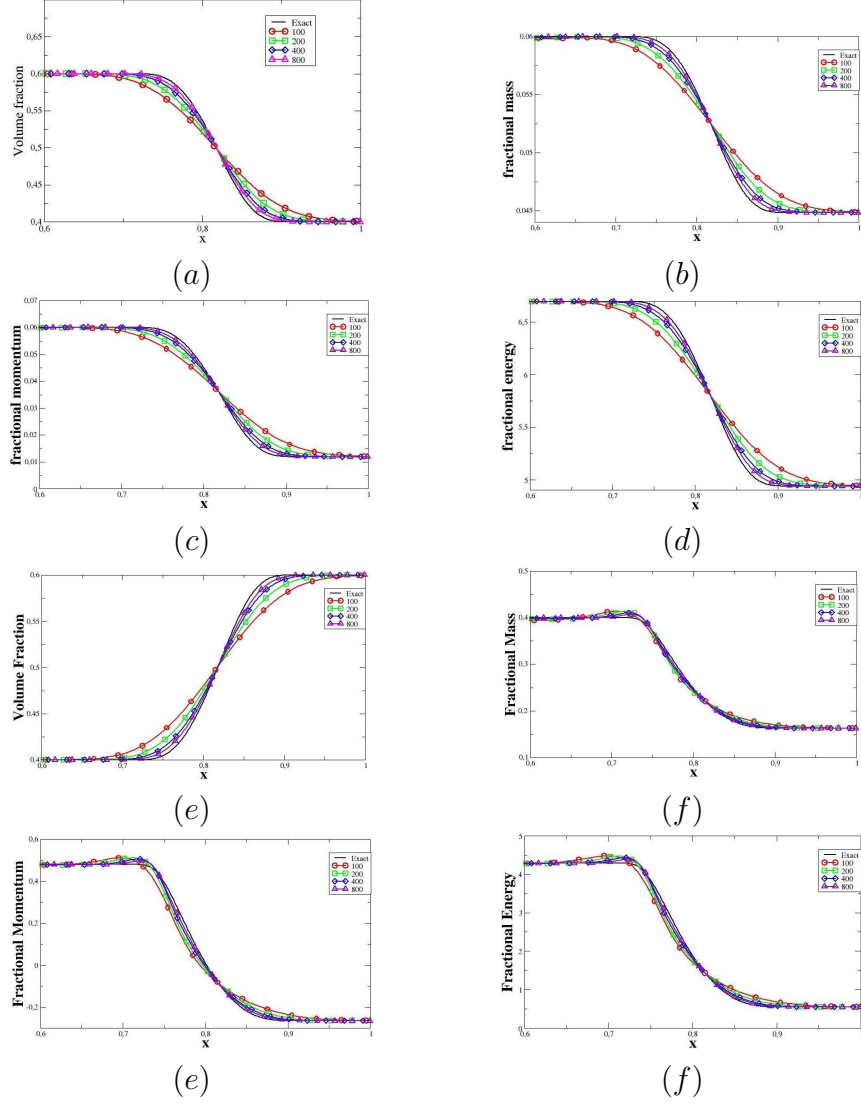 Volume fraction
0,65
0,6
0,55
0,5
0,45
0,4
0,8
1
x
Exact
100
200
400
800
(a)
fractional mass
0,06
0,055
0,05
0,045
0,6 0,7 0,8 0,9 1
x
Exact
100
200
400
800
(b)
fractional momentum
0,07
0,06
0,05
0,04
0,03
0,02
0,01
0
0,6 0,7 0,8 0,9 1
x
Exact
100
200
400
800
(c)
fractional energy
6,5
6
5,5
5
0,6 0,7 0,8 0,9 1
x
Exact
100
200
400
800
(d)
Volume Fraction
0,6
0,55
0,5
0,45
0,4
0,6 0,7 0,8 0,9 1
x
Exact
100
200
400
800
(e)
Fractional Mass
0,5
0,4
0,3
0,2
0,1
0,6 0,7 0,8 0,9 1
x
Exact
100
200
400
800
(f)
Fractional Momentum
0,6
0,4
0,2
0
-0,2
0,6 0,7 0,8 0,9 1
x
Exact
100
200
400
800
(e)
Fractional Energy
5
4
3
2
1
0
0,6 0,7 0,8 0,9 1
x
Exact
100
200
400
800
(f)